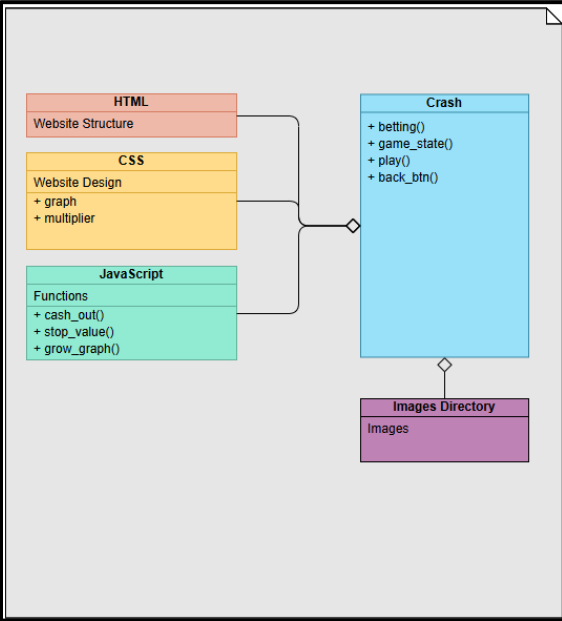 HTML
Website Structure
CSS
Website Design
+ graph
+ multiplier
JavaScript
Functions
+ cash_out()
+ stop_value()
+ grow_graph()
Crash
+ betting()
+ game_state()
+ play()
+ back_btn()
Images Directory
Images